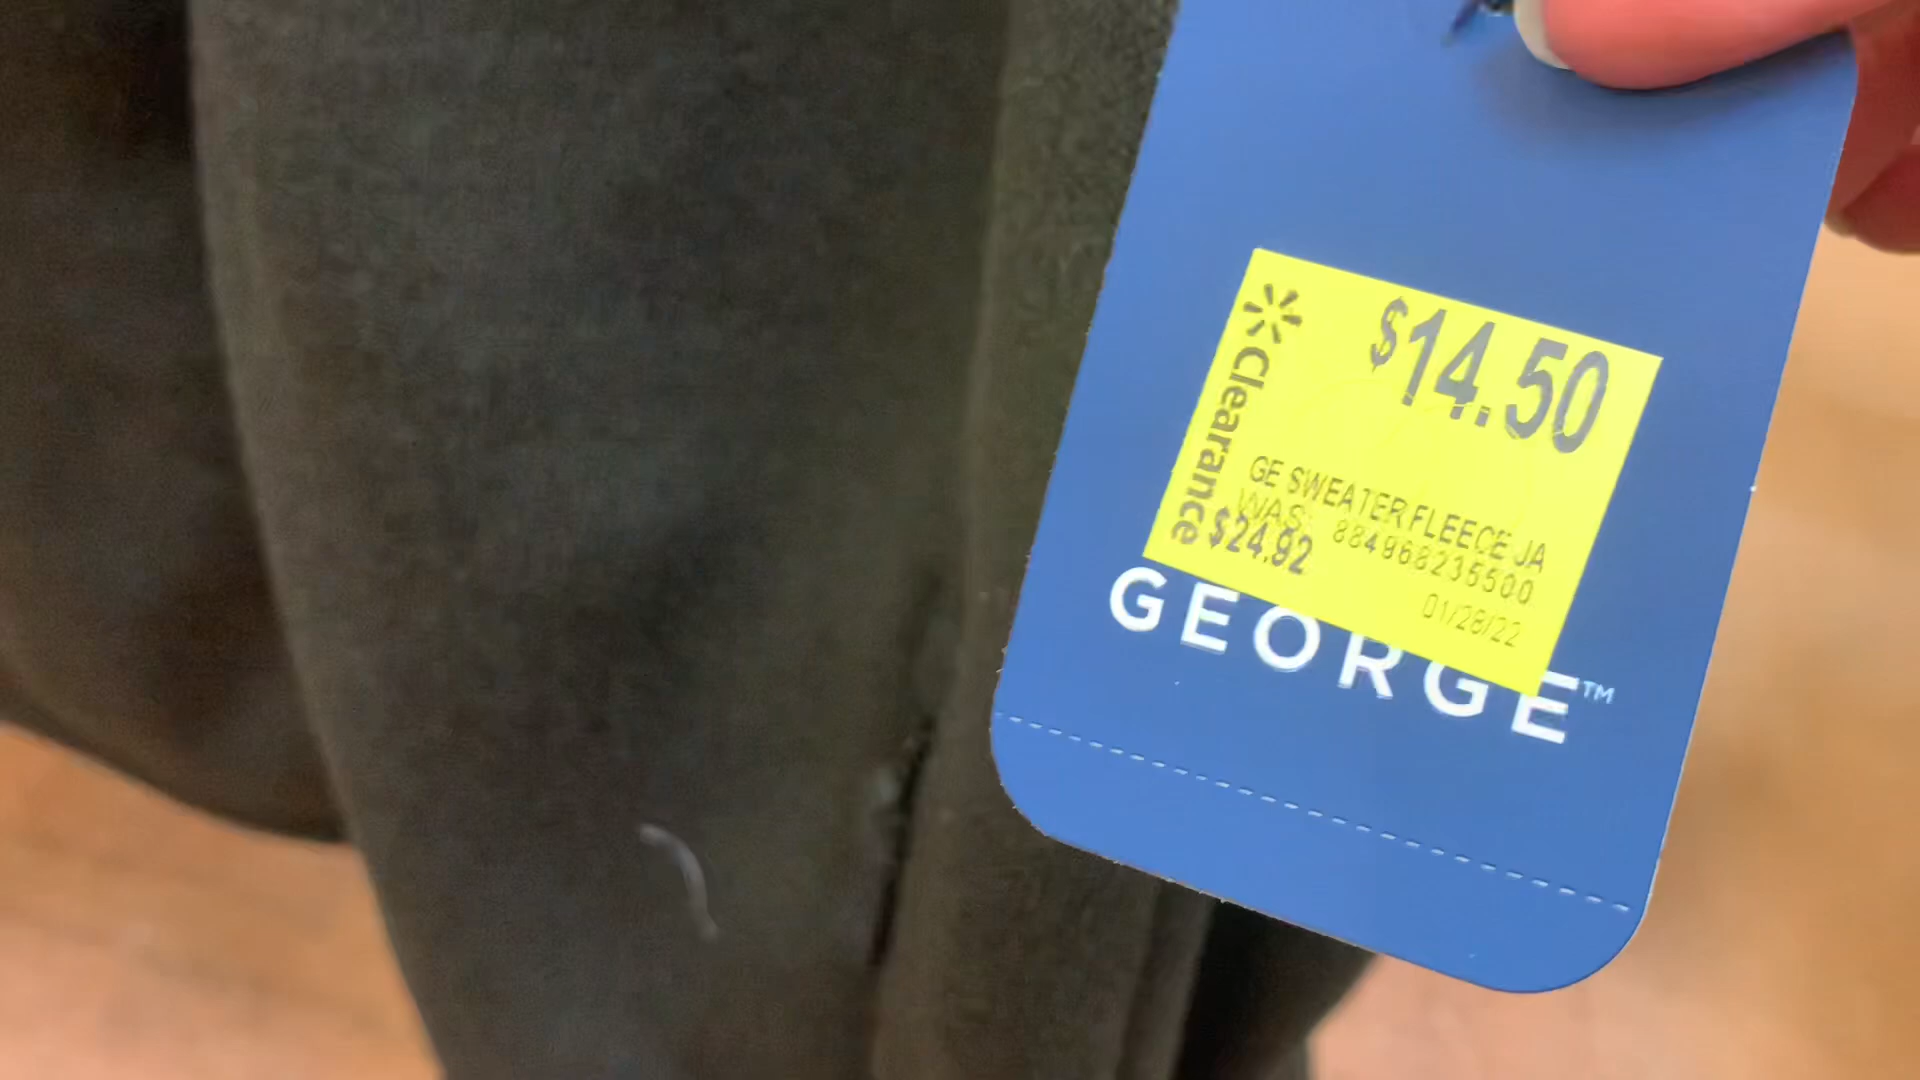 $14.50
Clearance
GE SWEATER FLEECE JA
WAS: 884968235500
$24.92
01/28/22
GEORGE™